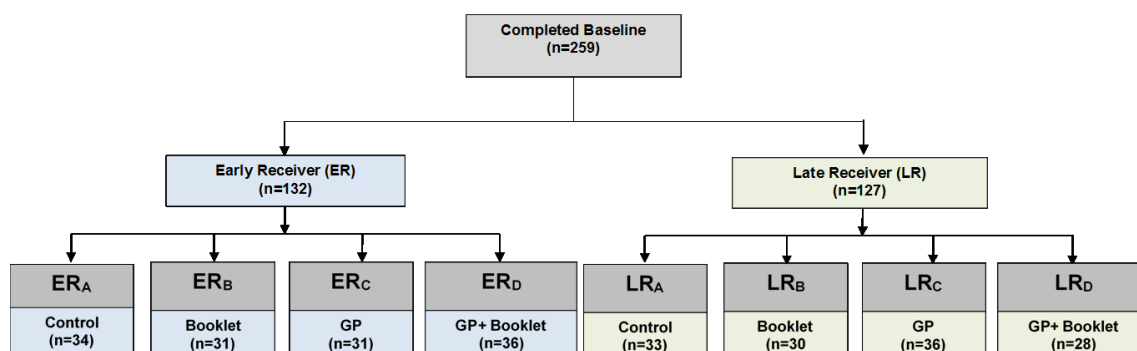 Completed Baseline
(n=259)
Early Receiver (ER)
(n=132)
Late Receiver (LR)
(n=127)
ERA
Control
(n=34)
ERB
Booklet
(n=31)
ERC
GP
(n=31)
ERD
GP+ Booklet
(n=36)
LRA
Control
(n=33)
LRB
Booklet
(n=30
LRC
GP
(n=36)
LRD
GP+ Booklet
(n=28)